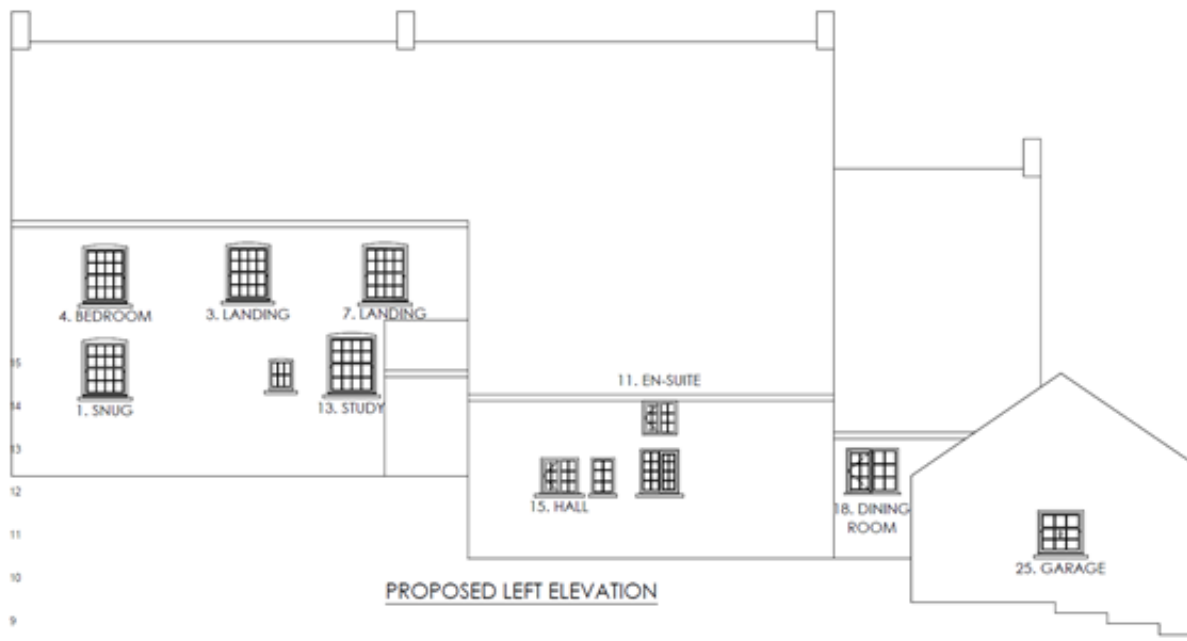 4. BEDROOM
3. LANDING
7. LANDING
15
11. EN-SUITE
1. SNUG
13. STUDY
14
13
12
15. HALL
18. DINING
ROOM
11
25. GARAGE
10
PROPOSED LEFT ELEVATION
9